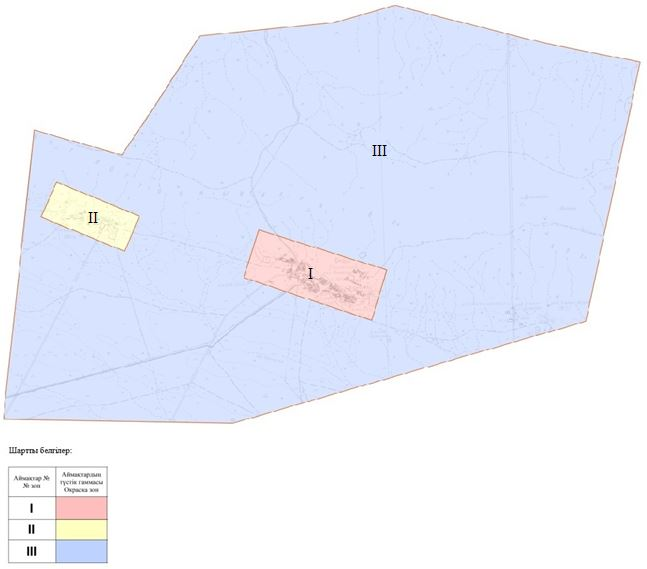 III
II
I
Шартты белгілер:
Аймақтар №
№ зон
Аймақтардың
түстік гаммасы
Окраска зон
I
II
III